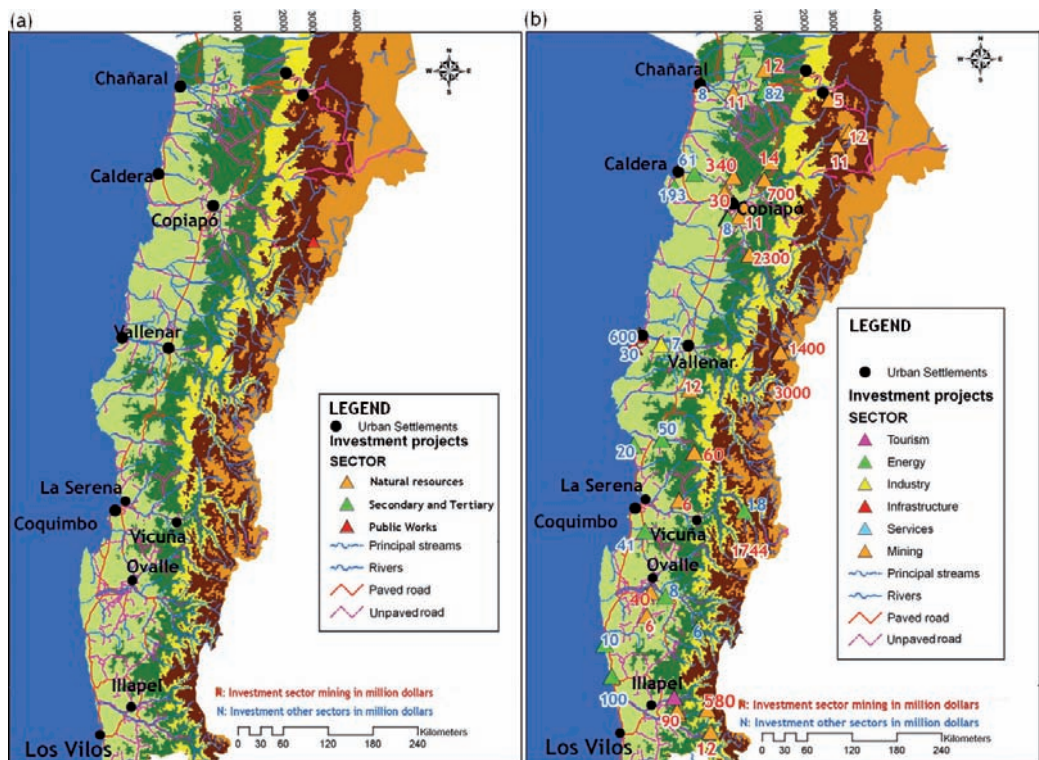 (a)
1000
2000
3000
4000
N
W
E
S
Chañaral
Caldera
Copiapó
Vallenar
La Serena
Coquimbo
Vicuña
Ovalle
Illapel
Los Vilos
LEGEND
Urban Settlements
Investment projects
SECTOR
Natural resources
Secondary and Tertiary
Public Works
Principal streams
Rivers
Paved road
Unpaved road
N: Investment sector mining in million dollars
N: Investment other sectors in million dollars
Kilometers
0 30 60 120 180 240
(b)
1000
2000
3000
4000
N
W
E
S
Chañaral
8
11
12
82
5
12
11
Caldera
61
193
340
14
30
700
Copiapó
8
11
2300
600
30
7
Vallenar
1400
12
3000
50
20
60
La Serena
6
18
Coquimbo
Vicuña
41
1744
Ovalle
8
40
6
6
10
100
Illapel
580
90
Los Vilos
12
LEGEND
Urban Settlements
Investment projects
SECTOR
Tourism
Energy
Industry
Infrastructure
Services
Mining
Principal streams
Rivers
Paved road
Unpaved road
N: Investment sector mining in million dollars
N: Investment other sectors in million dollars
Kilometers
0 30 60 120 180 240